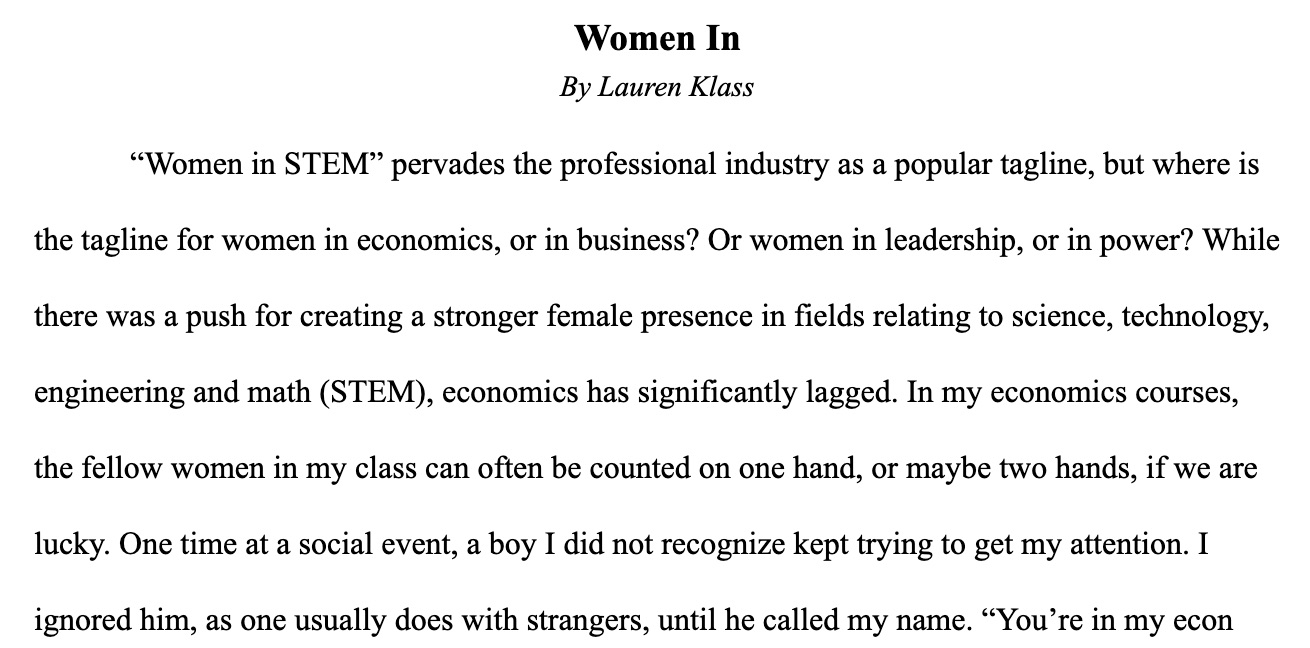 Women In
By Lauren Klass
“Women in STEM” pervades the professional industry as a popular tagline, but where is
the tagline for women in economics, or in business? Or women in leadership, or in power? While
there was a push for creating a stronger female presence in fields relating to science, technology,
engineering and math (STEM), economics has significantly lagged. In my economics courses,
the fellow women in my class can often be counted on one hand, or maybe two hands, if we are
lucky. One time at a social event, a boy I did not recognize kept trying to get my attention. I
ignored him, as one usually does with strangers, until he called my name. “You’re in my econ